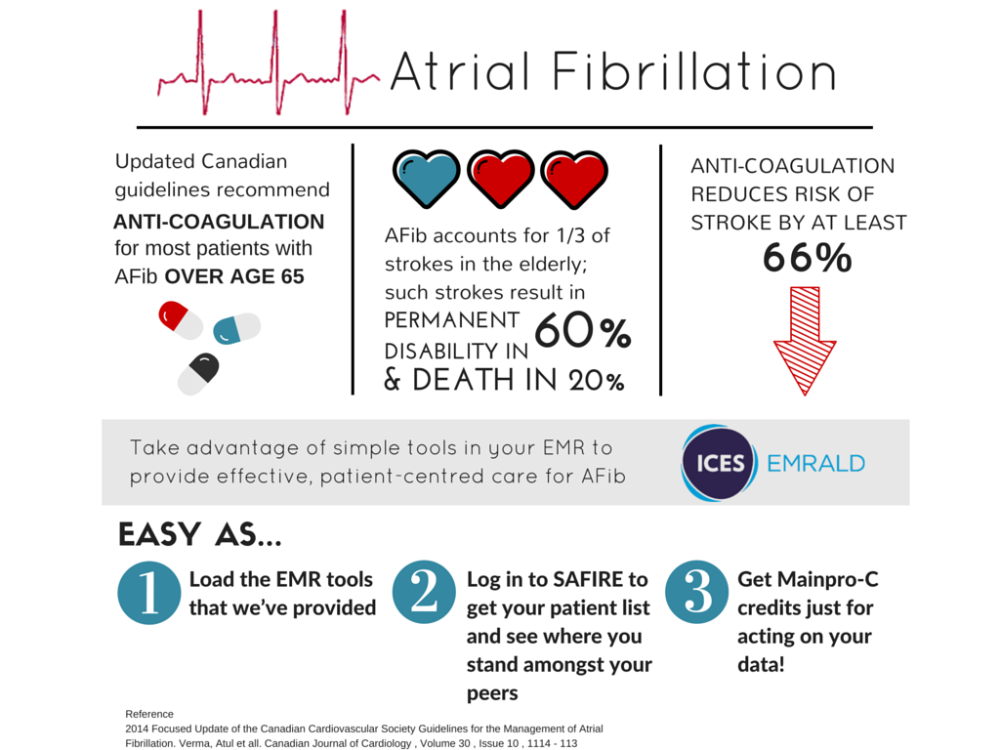 Atrial Fibrillation
Updated Canadian
guidelines recommend
ANTI-COAGULATION
for most patients with
AFib OVER AGE 65
AFib accounts for 1/3 of
strokes in the elderly;
such strokes result in
PERMANENT
DISABILITY IN 60%
& DEATH IN 20%
ANTI-COAGULATION
REDUCES RISK OF
STROKE BY AT LEAST
66%
Take advantage of simple tools in your EMR to
provide effective, patient-centred care for AFib
ICES EMRALD
EASY AS...
1 Load the EMR tools
that we've provided
2 Log in to SAFIRE to
get your patient list
and see where you
stand amongst your
peers
3 Get Mainpro-C
credits just for
acting on your
data!
Reference
2014 Focused Update of the Canadian Cardiovascular Society Guidelines for the Management of Atrial
Fibrillation. Verma, Atul et all. Canadian Journal of Cardiology , Volume 30 , Issue 10 , 1114 - 113